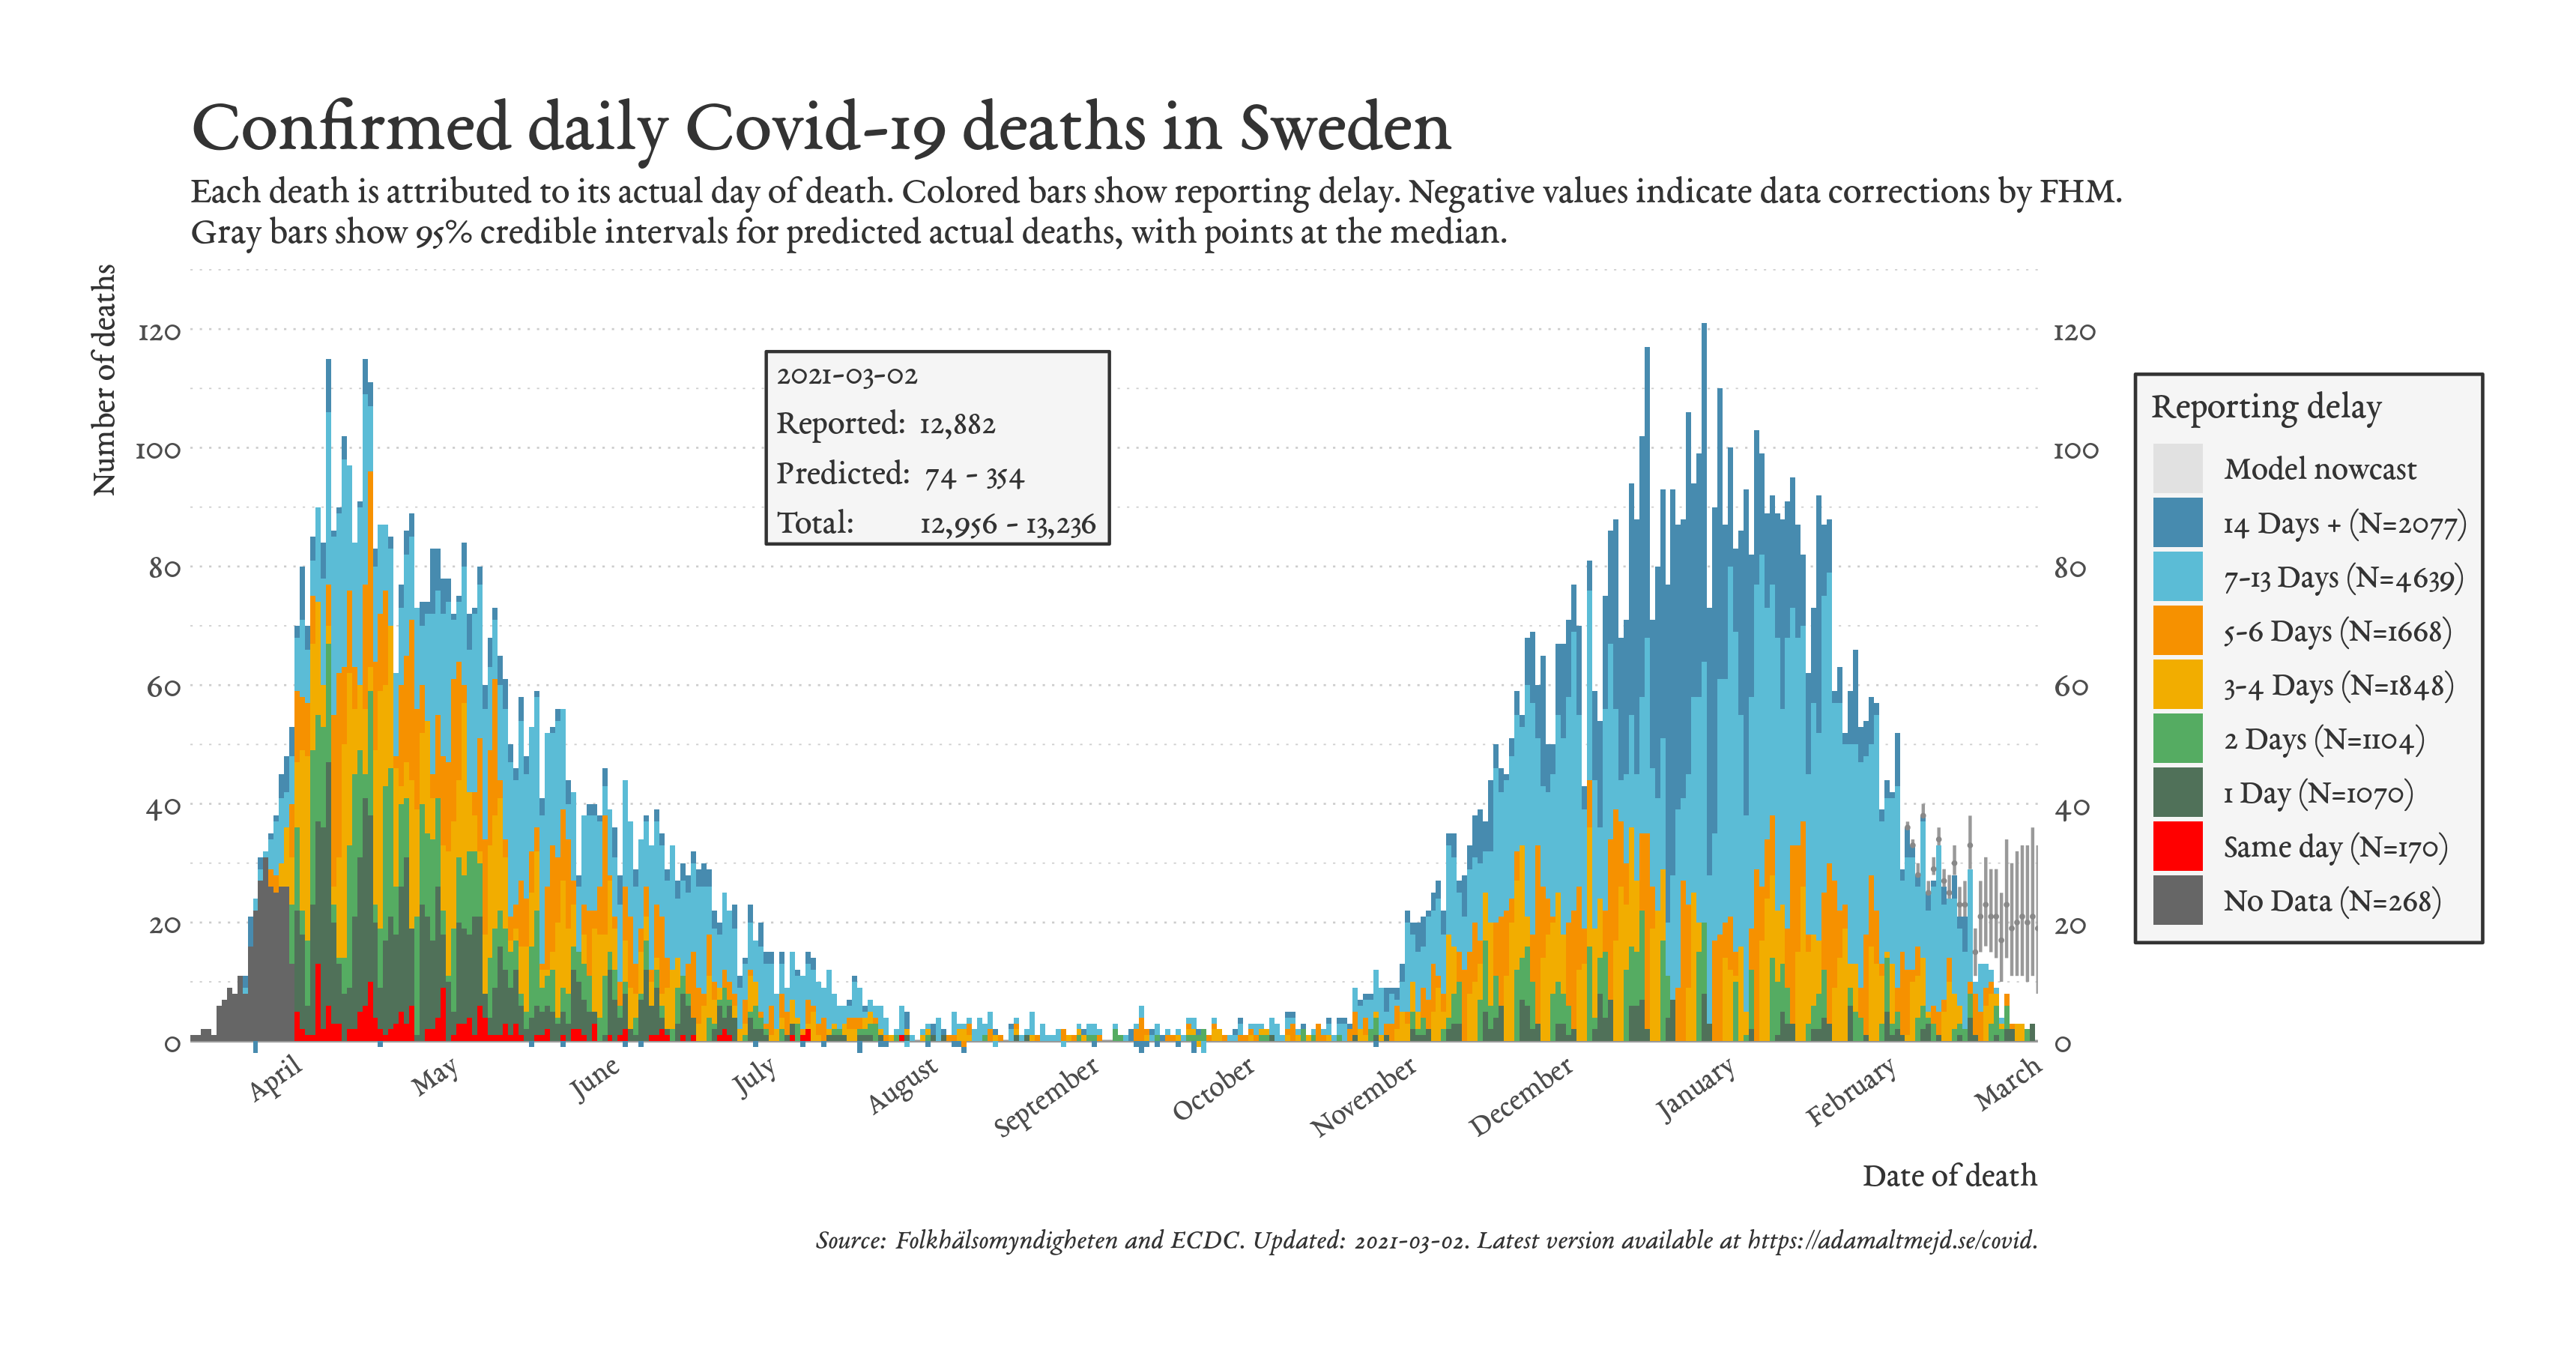 Confirmed daily Covid-19 deaths in Sweden
Each death is attributed to its actual day of death. Colored bars show reporting delay. Negative values indicate data corrections by FHM.
Gray bars show 95% credible intervals for predicted actual deaths, with points at the median.
Number of deaths
120
100
80
60
40
20
0
2021-03-02
Reported: 12,882
Predicted: 74 - 354
Total: 12,956 - 13,236
120
100
80
60
40
20
0
Reporting delay
Model nowcast
14 Days + (N=2077)
7-13 Days (N=4639)
5-6 Days (N=1668)
3-4 Days (N=1848)
2 Days (N=1104)
1 Day (N=1070)
Same day (N=170)
No Data (N=268)
April
May
June
July
August
September
October
November
December
January
February
March
Date of death
Source: Folkhälsomyndigheten and ECDC. Updated: 2021-03-02. Latest version available at https://adamaltmejd.se/covid.